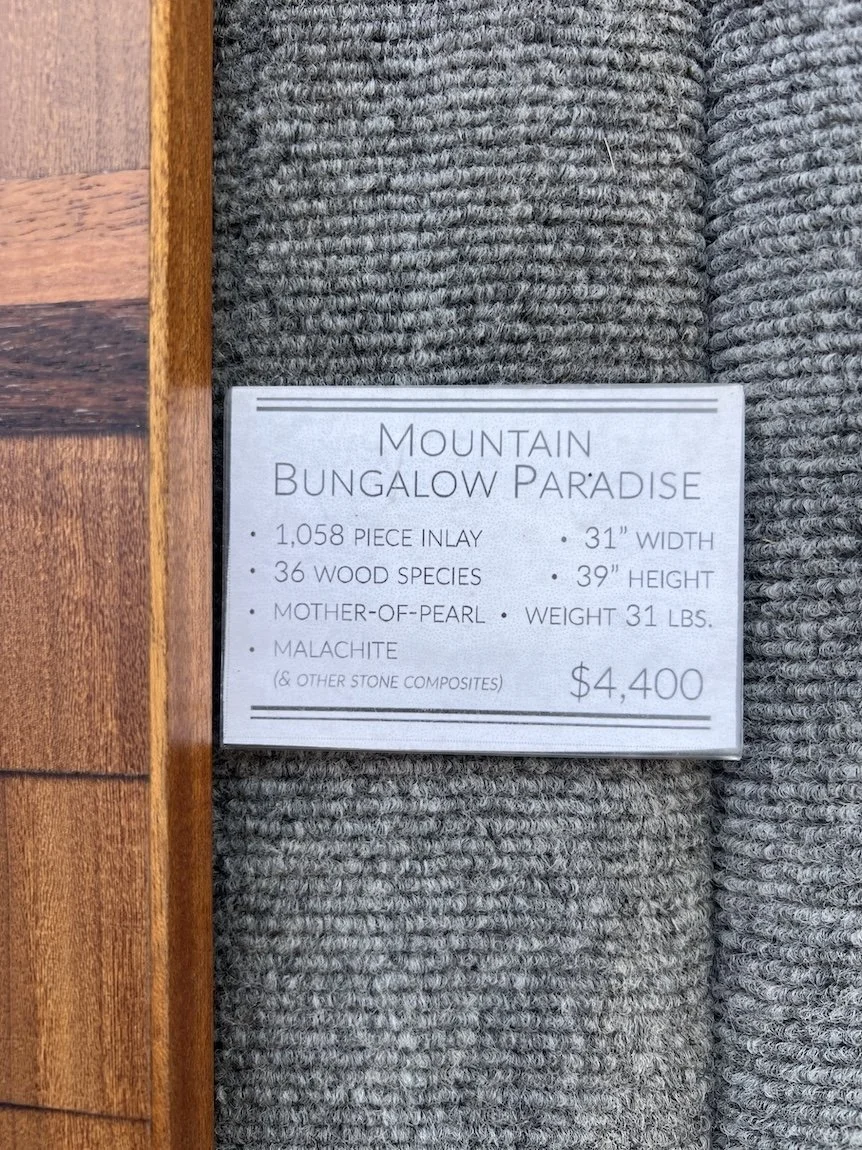 MOUNTAIN
BUNGALOW PARADISE
• 1,058 PIECE INLAY
• 36 WOOD SPECIES
• MOTHER-OF-PEARL
• MALACHITE
(& OTHER STONE COMPOSITES)
• 31” WIDTH
• 39” HEIGHT
• WEIGHT 31 LBS.
$4,400